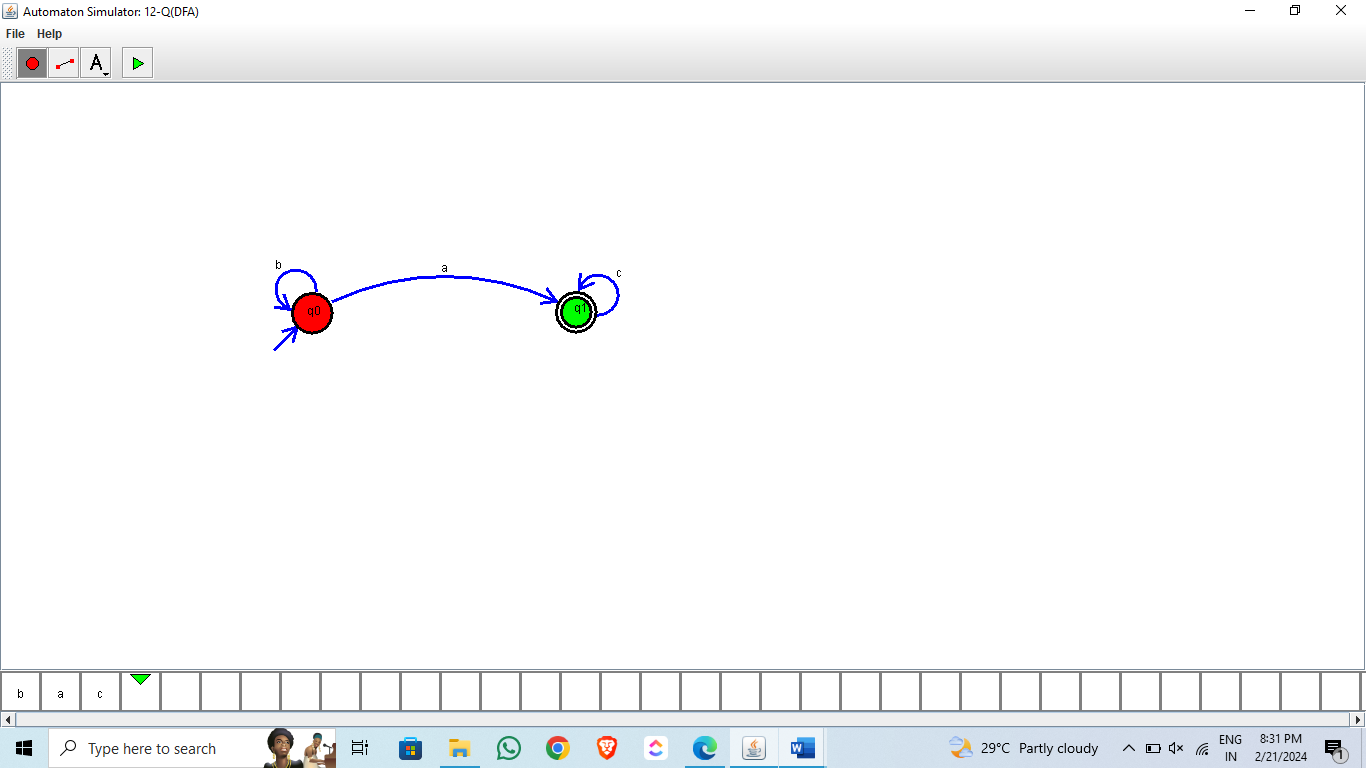 Automaton Simulator: 12-Q(DFA)
File Help
A
b
a
c
q0
q1
b a c
Type here to search
29°C Partly cloudy
ENG
IN
8:31 PM
2/21/2024
1